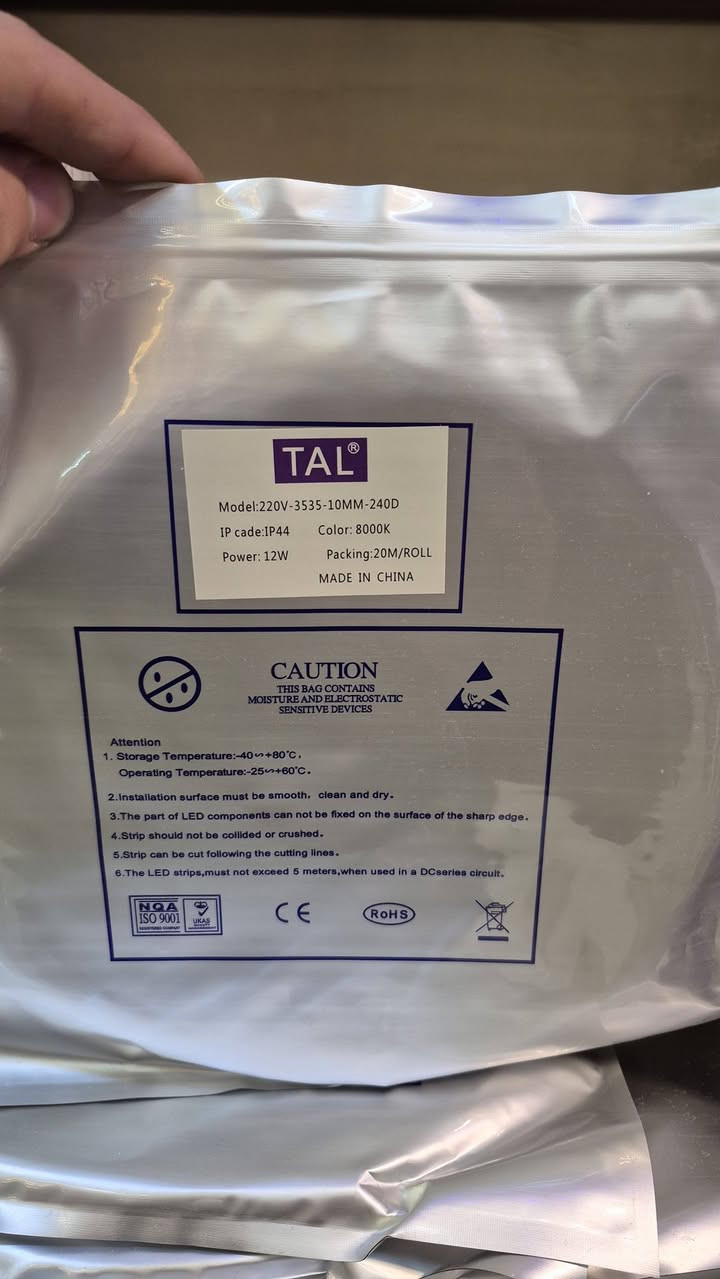 TAL®
Model:220V-3535-10MM-240D
IP cade:IP44 Color: 8000K
Power: 12W Packing:20M/ROLL
MADE IN CHINA
CAUTION
THIS BAG CONTAINS
MOISTURE AND ELECTROSTATIC
SENSITIVE DEVICES
Attention
1. Storage Temperature:-40∽+80℃.
Operating Temperature:-25∽+60℃.
2.Installation surface must be smooth, clean and dry.
3.The part of LED components can not be fixed on the surface of the sharp edge.
4.Strip should not be collided or crushed.
5.Strip can be cut following the cutting lines.
6.The LED strips,must not exceed 5 meters,when used in a DCseries circuit.
NQA
ISO 9001
REGISTERED COMPANY
UKAS
CE
RoHS